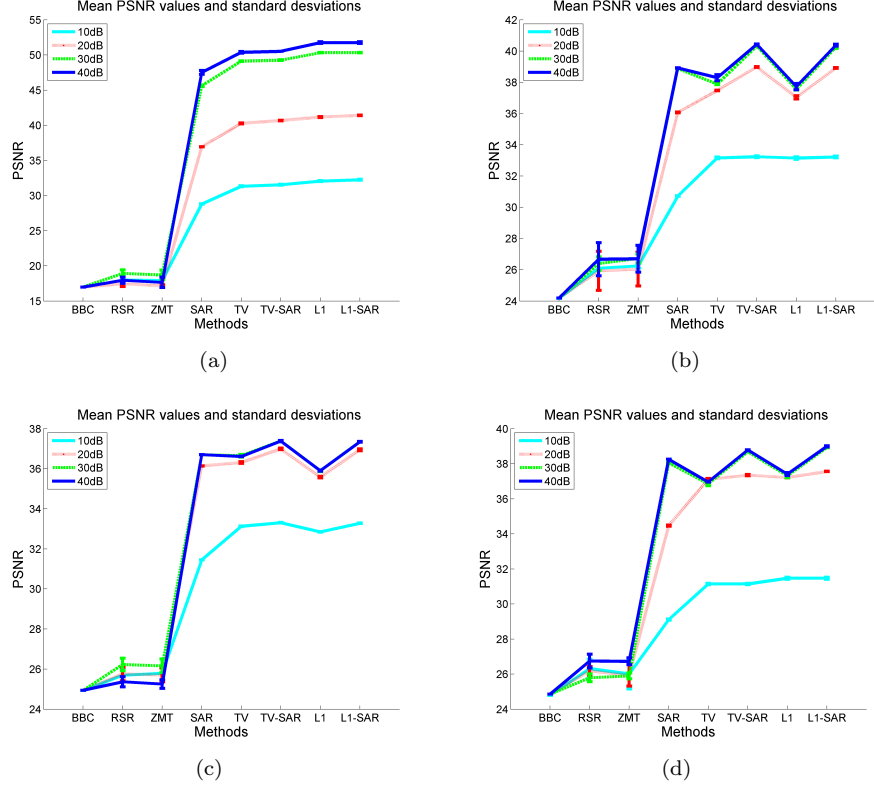 Mean PSNR values and standard desviations
55
50
45
40
35
30
25
20
15
PSNR
10dB
20dB
30dB
40dB
BBC RSR ZMT SAR TV TV-SAR L1 L1-SAR
Methods
(a)
Mean PSNR values and standard desviations
42
40
38
36
34
32
30
28
26
24
PSNR
10dB
20dB
30dB
40dB
BBC RSR ZMT SAR TV TV-SAR L1 L1-SAR
Methods
(b)
Mean PSNR values and standard desviations
38
36
34
32
30
28
26
24
PSNR
10dB
20dB
30dB
40dB
BBC RSR ZMT SAR TV TV-SAR L1 L1-SAR
Methods
(c)
Mean PSNR values and standard desviations
40
38
36
34
32
30
28
26
24
PSNR
10dB
20dB
30dB
40dB
BBC RSR ZMT SAR TV TV-SAR L1 L1-SAR
Methods
(d)